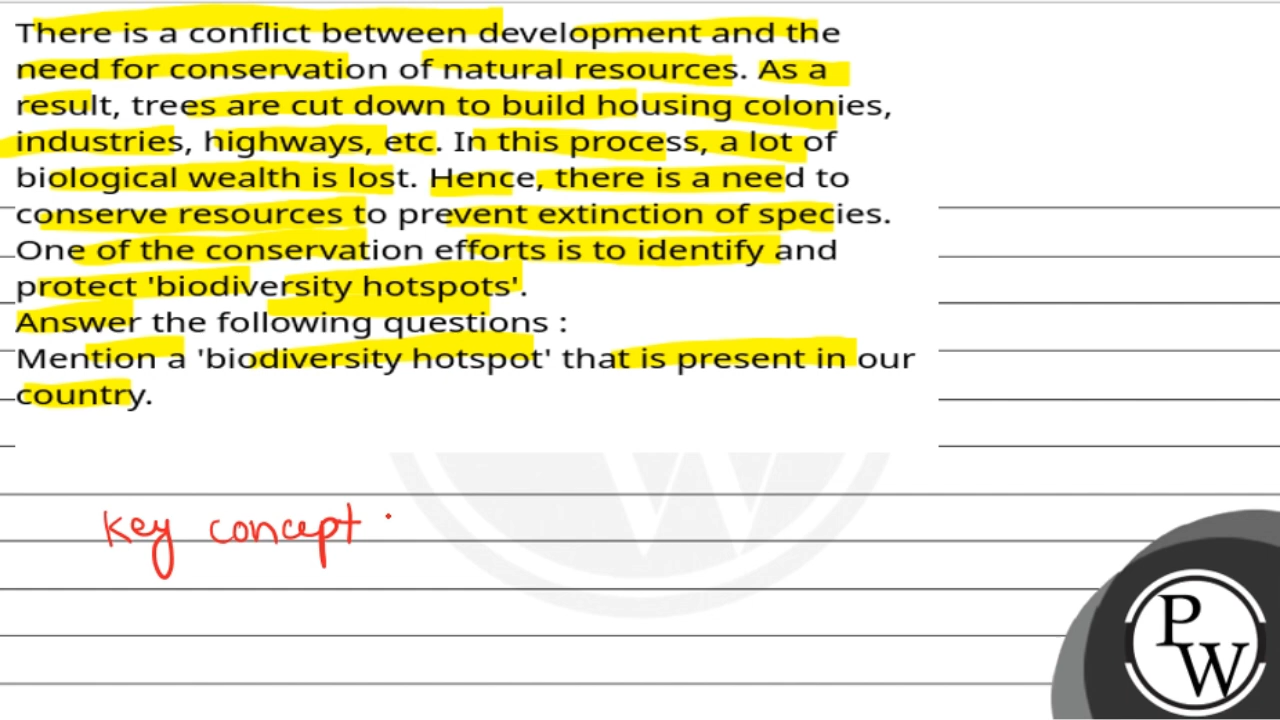 There is a conflict between development and the
need for conservation of natural resources. As a
result, trees are cut down to build housing colonies,
industries, highways, etc. In this process, a lot of
biological wealth is lost. Hence, there is a need to
conserve resources to prevent extinction of species.
One of the conservation efforts is to identify and
protect 'biodiversity hotspots'.
Answer the following questions :
Mention a 'biodiversity hotspot' that is present in our
country.
key concept
P
W